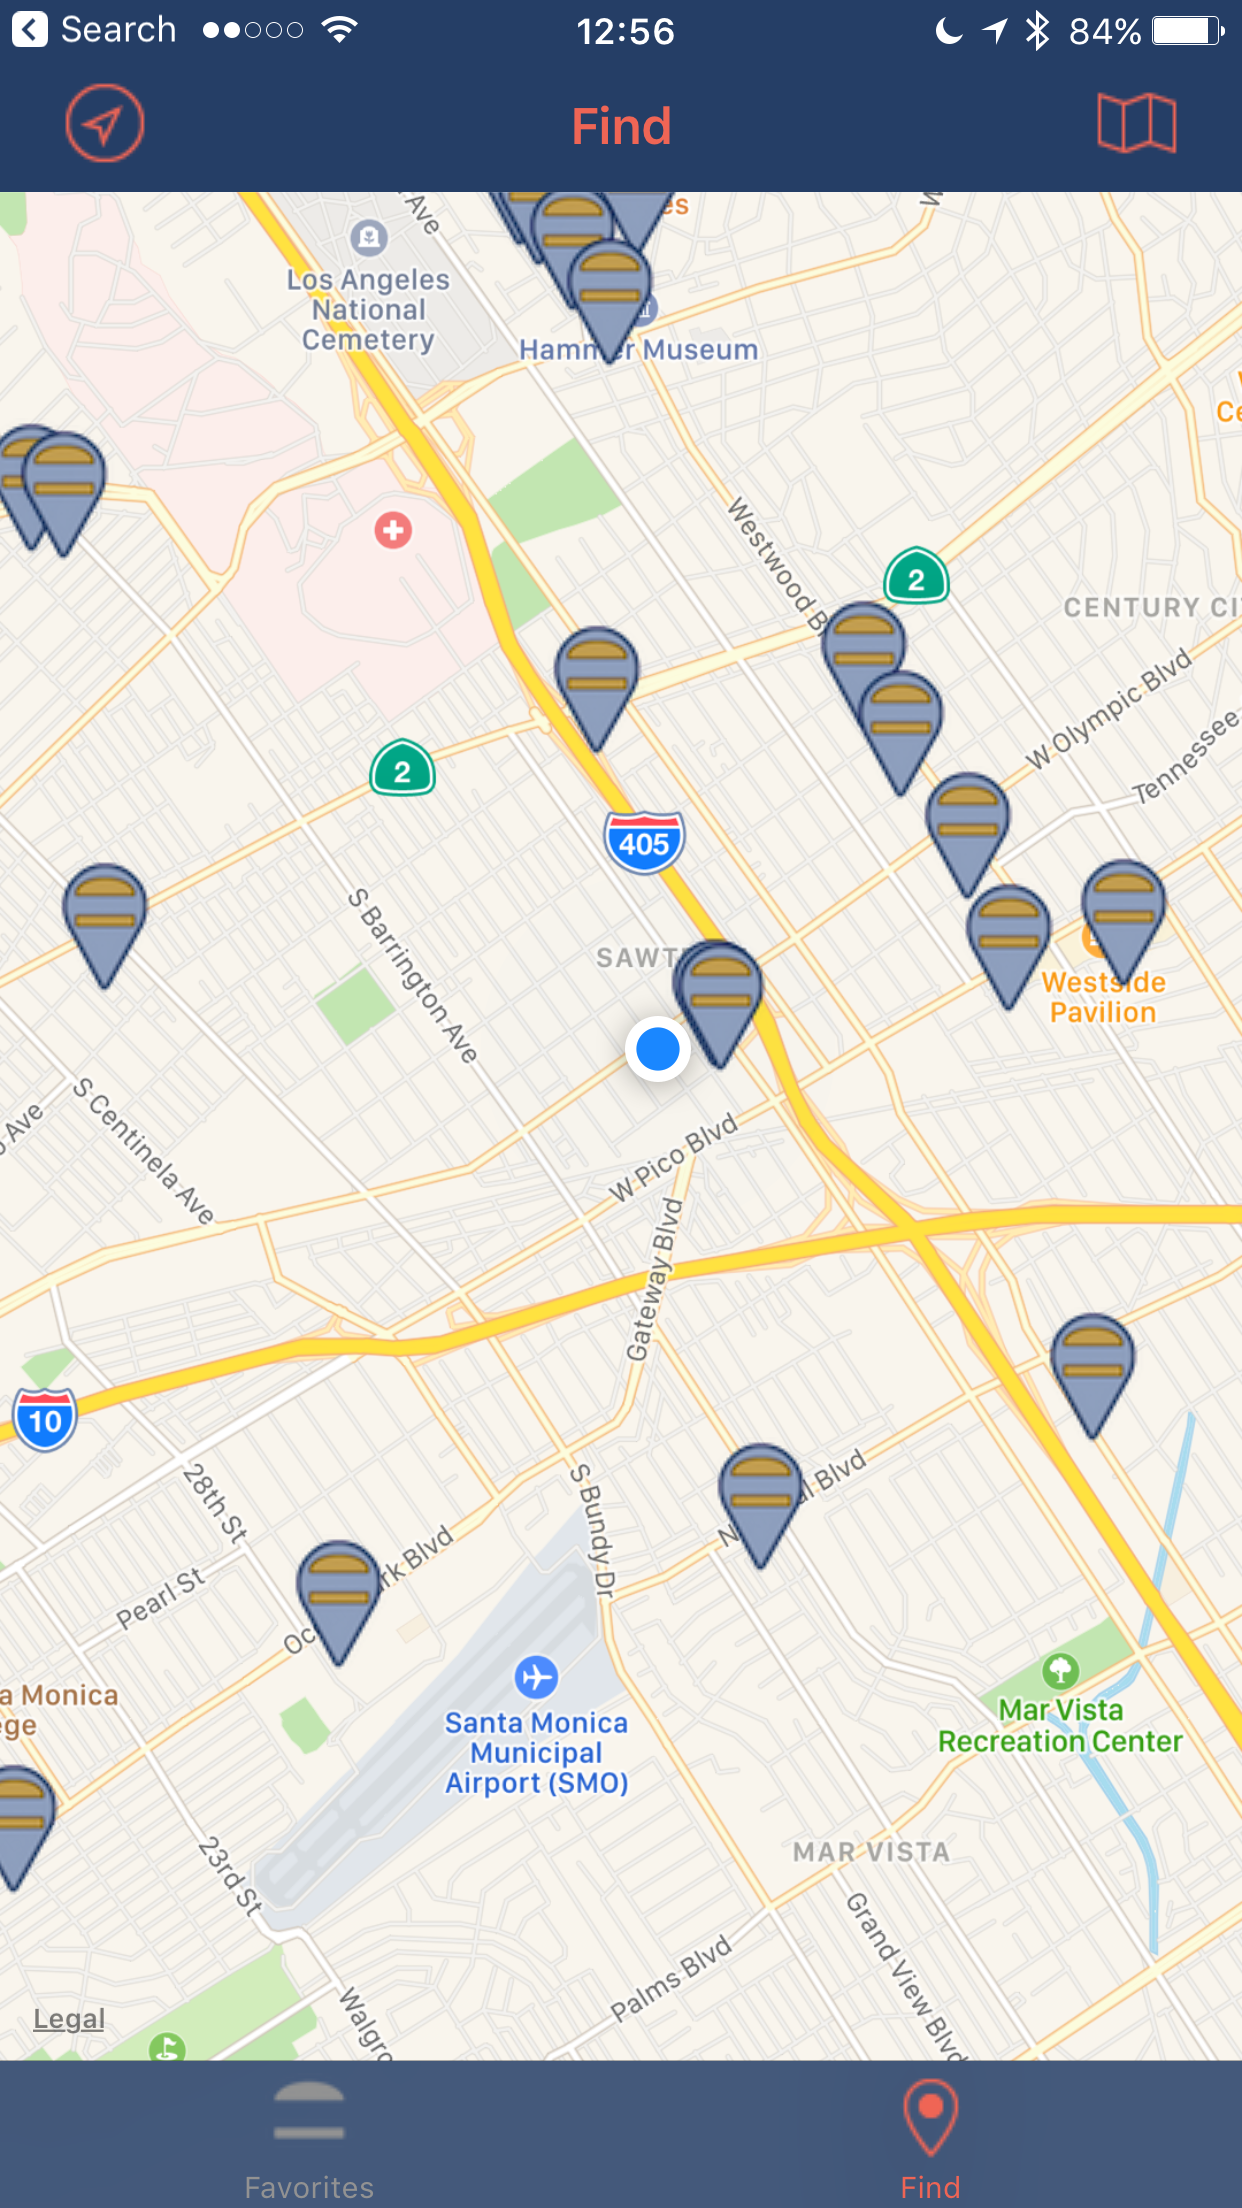 Search
12:56
84%
Find
Ave
es
Los Angeles
National
Cemetery
Hammer Museum
Ce
Westwood B
2
CENTURY CI
W Olympic Blvd
Tennessee
2
405
S Barrington Ave
SAWT
Westside
Pavilion
S Centinela Ave
Ave
W Pico Blvd
Gateway Blvd
10
28th St
S Bundy Dr
Blvd
rk Blvd
Pearl St
Oc
a Monica
ege
Santa Monica
Municipal
Airport (SMO)
Mar Vista
Recreation Center
23rd St
MAR VISTA
Grand View Blvd
Palms Blvd
Walgro
Legal
Favorites
Find